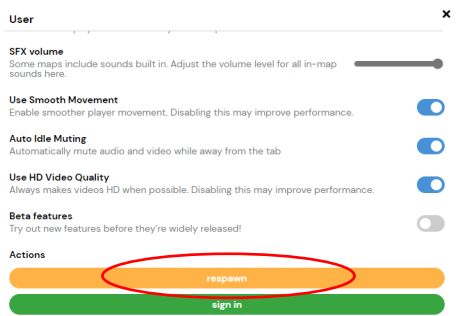 User
SFX volume
Some maps include sounds built in. Adjust the volume level for all in-map
sounds here.
Use Smooth Movement
Enable smoother player movement. Disabling this may improve performance.
Auto Idle Muting
Automatically mute audio and video while away from the tab
Use HD Video Quality
Always makes videos HD when possible. Disabling this may improve performance.
Beta features
Try out new features before they're widely released!
Actions
respawn
sign in